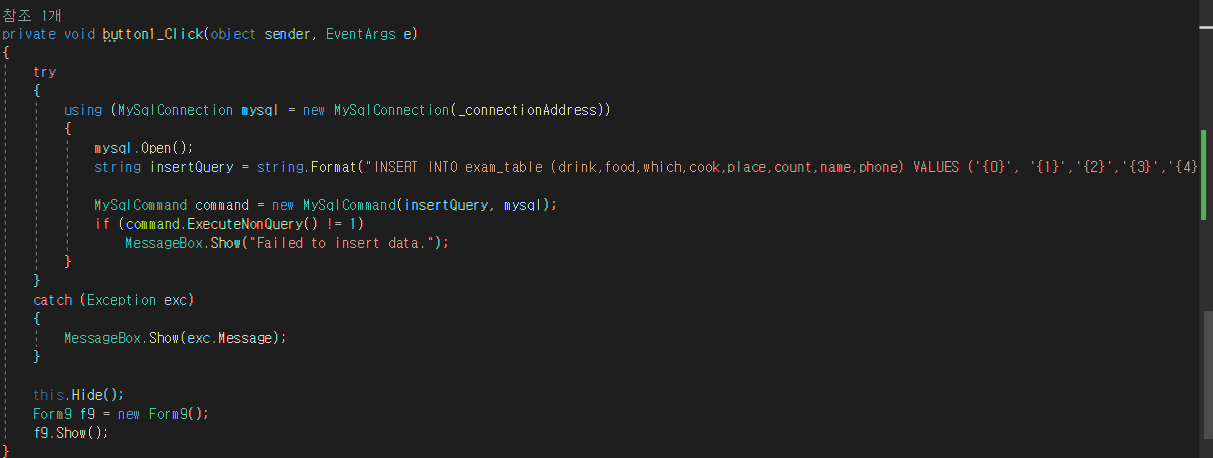 참조 1개
private void button1_Click(object sender, EventArgs e)
{
try
{
using (MySqlConnection mysql = new MySqlConnection(_connectionAddress))
{
mysql.Open();
string insertQuery = string.Format("INSERT INTO exam_table (drink,food,which,cook,place,count,name,phone) VALUES ('{0}', '{1}','{2}','{3}','{4}
MySqlCommand command = new MySqlCommand(insertQuery, mysql);
if (command.ExecuteNonQuery() != 1)
MessageBox.Show("Failed to insert data.");
}
}
catch (Exception exc)
{
MessageBox.Show(exc.Message);
}
this.Hide();
Form9 f9 = new Form9();
f9.Show();
}